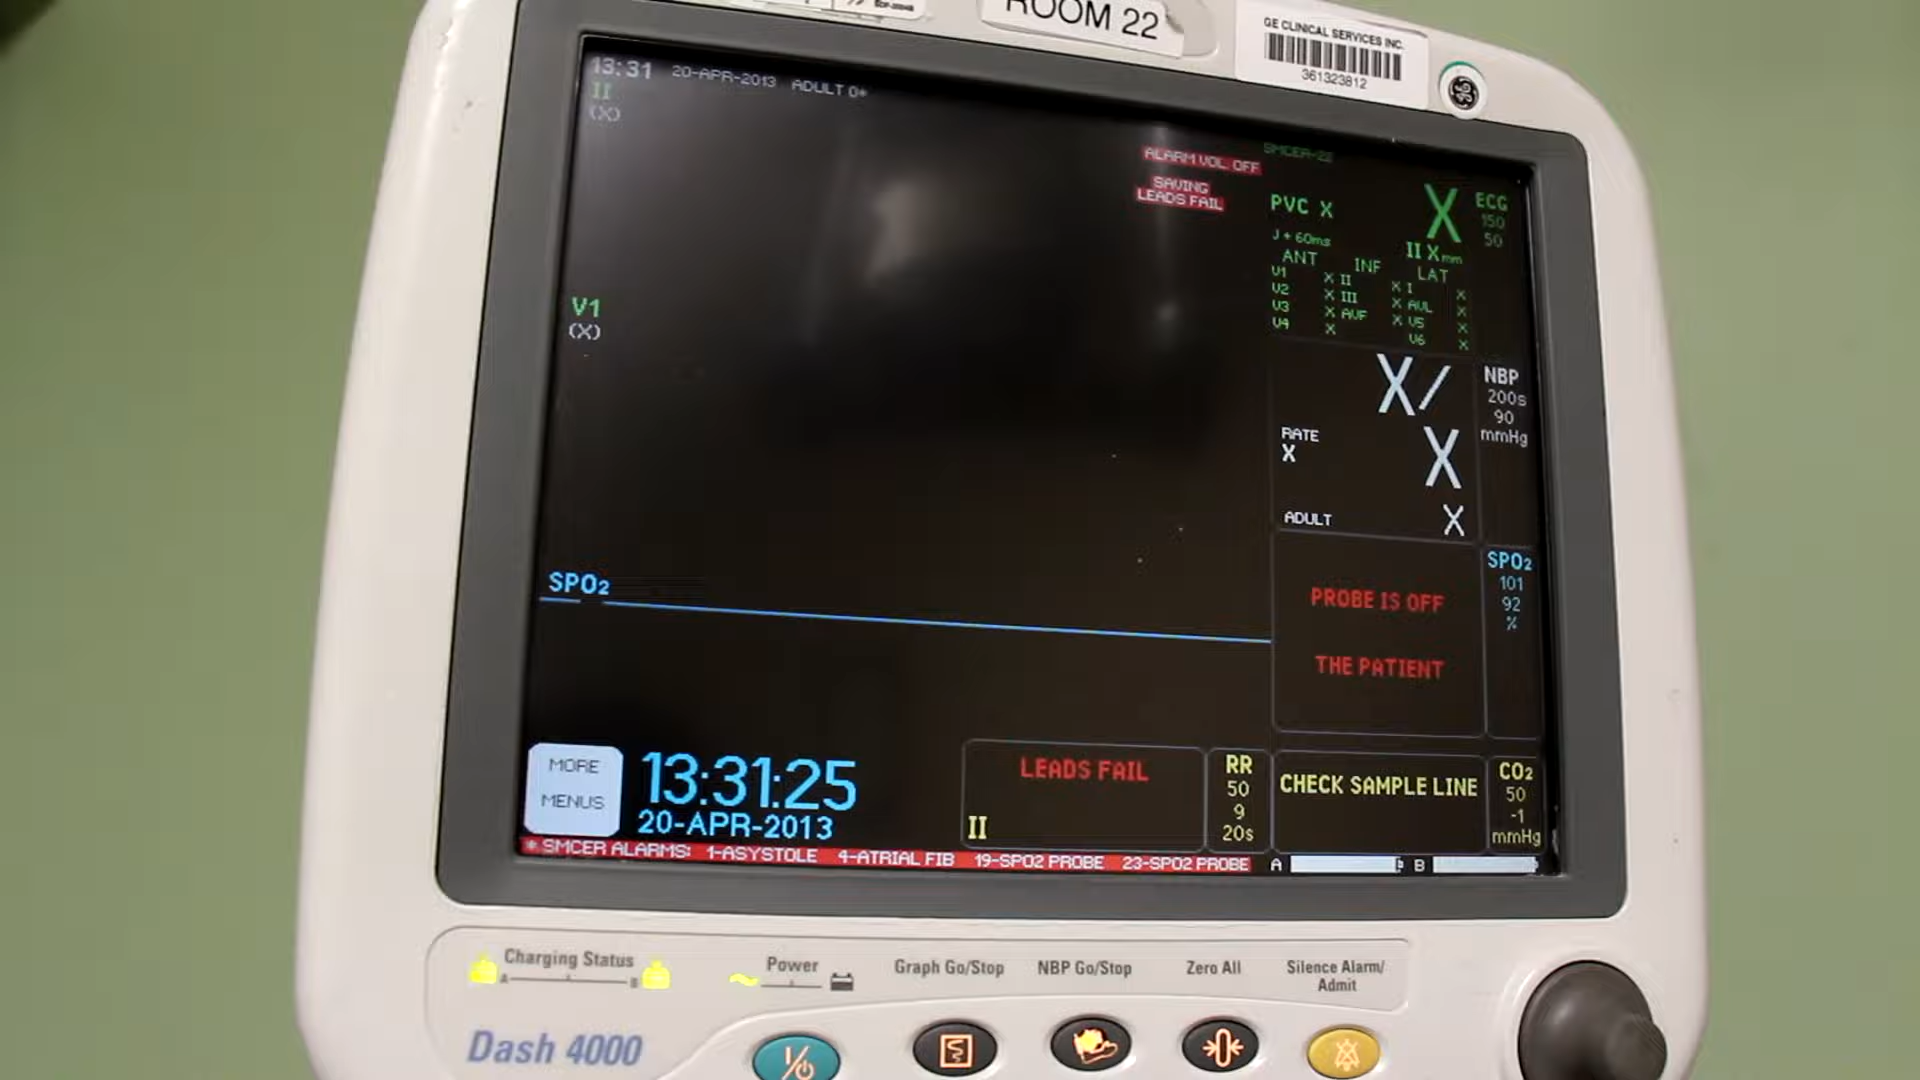 ROOM 22
GE CLINICAL SERVICES INC.
361323812
13:31 20-APR-2013 ADULT 0*
II
(X)
ALARM VOL. OFF
SMCER-22
SAVING
LEADS FAIL
PVC X
X
ECG
150
50
J + 60ms
II X mm
ANT INF LAT
V1 X II X I X
V2 X III X AVL X
V3 X AVF X V5 X
V4 X V6 X
V1
(X)
X/
NBP
200s
90
mmHg
RATE
X
X
ADULT X
SPO2
SPO2
101
92
%
PROBE IS OFF
THE PATIENT
MORE
MENUS
13:31:25
20-APR-2013
LEADS FAIL
II
RR
50
9
20s
CHECK SAMPLE LINE
CO2
50
-1
mmHg
* SMCER ALARMS: 1-ASYSTOLE 4-ATRIAL FIB 19-SPO2 PROBE 23-SPO2 PROBE
A B
Charging Status
A B
Power
Graph Go/Stop
NBP Go/Stop
Zero All
Silence Alarm/
Admit
Dash 4000